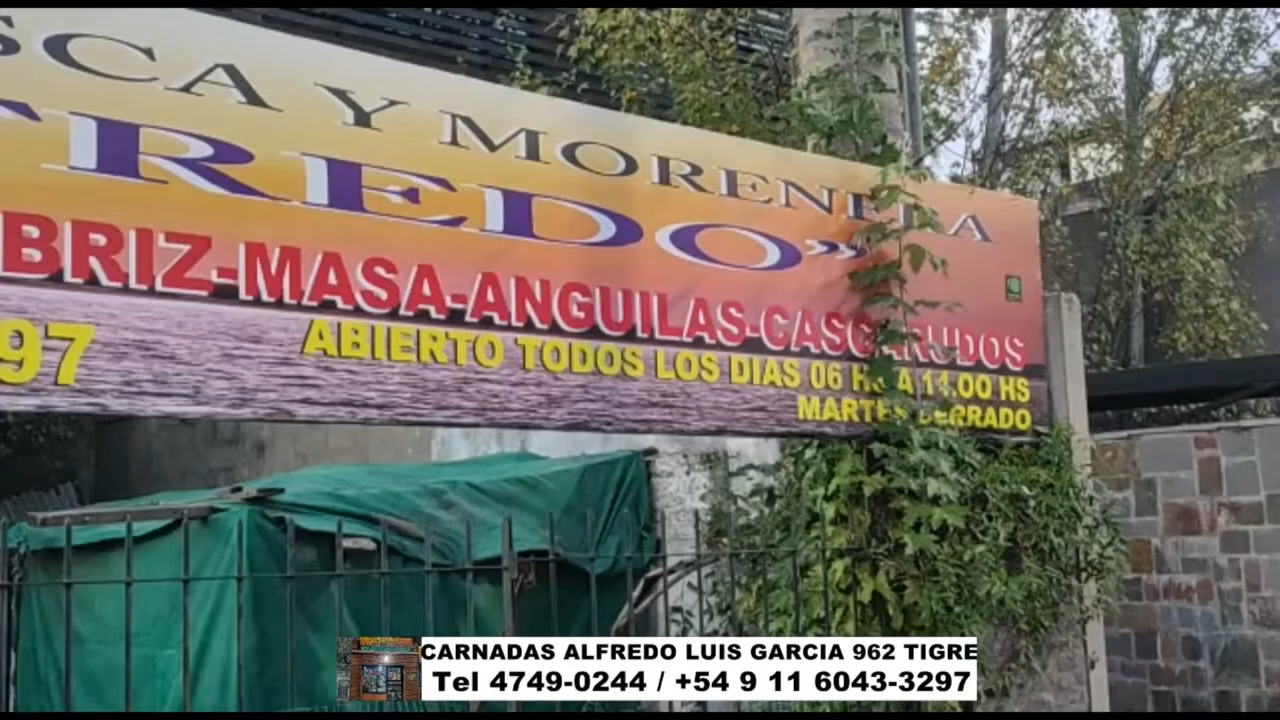 SCA Y MORENITA
FREDO”
BRIZ-MASA-ANGUILAS-CASCARUDOS
97
ABIERTO TODOS LOS DIAS 06 HS A 14.00 HS
MARTES CERRADO
CARNADAS ALFREDO LUIS GARCIA 962 TIGRE
Tel 4749-0244 / +54 9 11 6043-3297